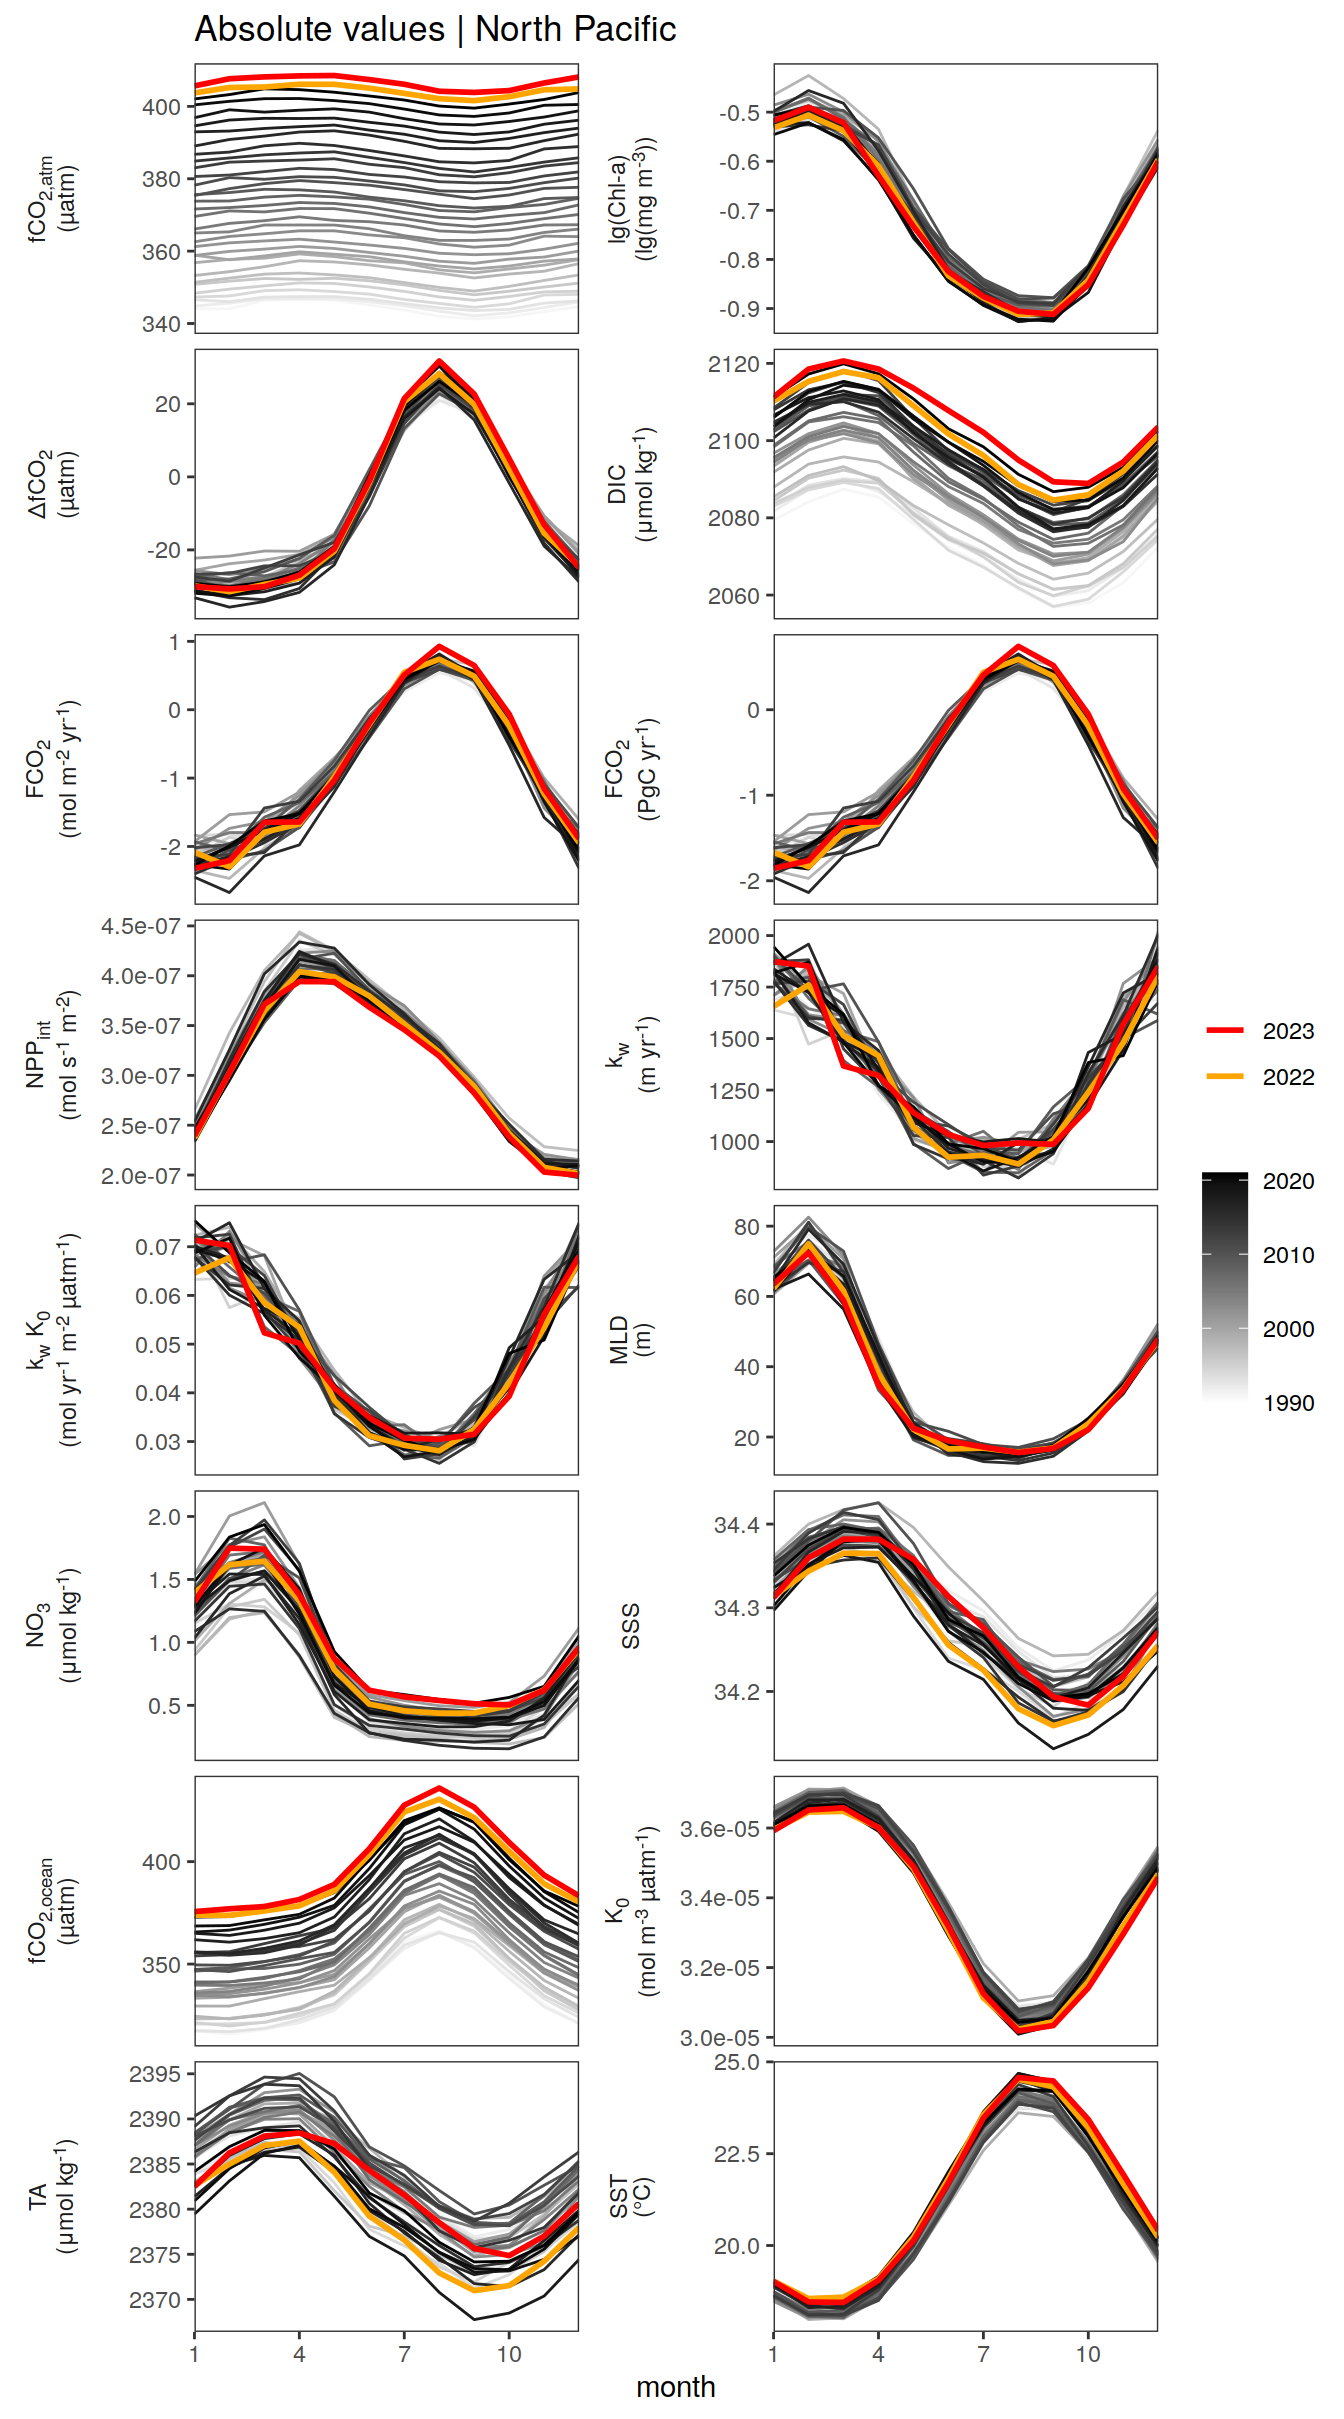 Absolute values | North Pacific
fCO2,atm
(µatm)
400
380
360
340
lg(Chl-a)
(lg(mg m-3))
-0.5
-0.6
-0.7
-0.8
-0.9
ΔfCO2
(µatm)
20
0
-20
DIC
(µmol kg-1)
2120
2100
2080
2060
FCO2
(mol m-2 yr-1)
1
0
-1
-2
FCO2
(PgC yr-1)
0
-1
-2
NPPint
(mol s-1 m-2)
4.5e-07
4.0e-07
3.5e-07
3.0e-07
2.5e-07
2.0e-07
kw
(m yr-1)
2000
1750
1500
1250
1000
2023
2022
2020
2010
2000
1990
kw K0
(mol yr-1 m-2 µatm-1)
0.07
0.06
0.05
0.04
0.03
MLD
(m)
80
60
40
20
NO3
(µmol kg-1)
2.0
1.5
1.0
0.5
SSS
34.4
34.3
34.2
fCO2,ocean
(µatm)
400
350
K0
(mol m-3 µatm-1)
3.6e-05
3.4e-05
3.2e-05
3.0e-05
TA
(µmol kg-1)
2395
2390
2385
2380
2375
2370
SST
(°C)
25.0
22.5
20.0
1 4 7 10
1 4 7 10
month